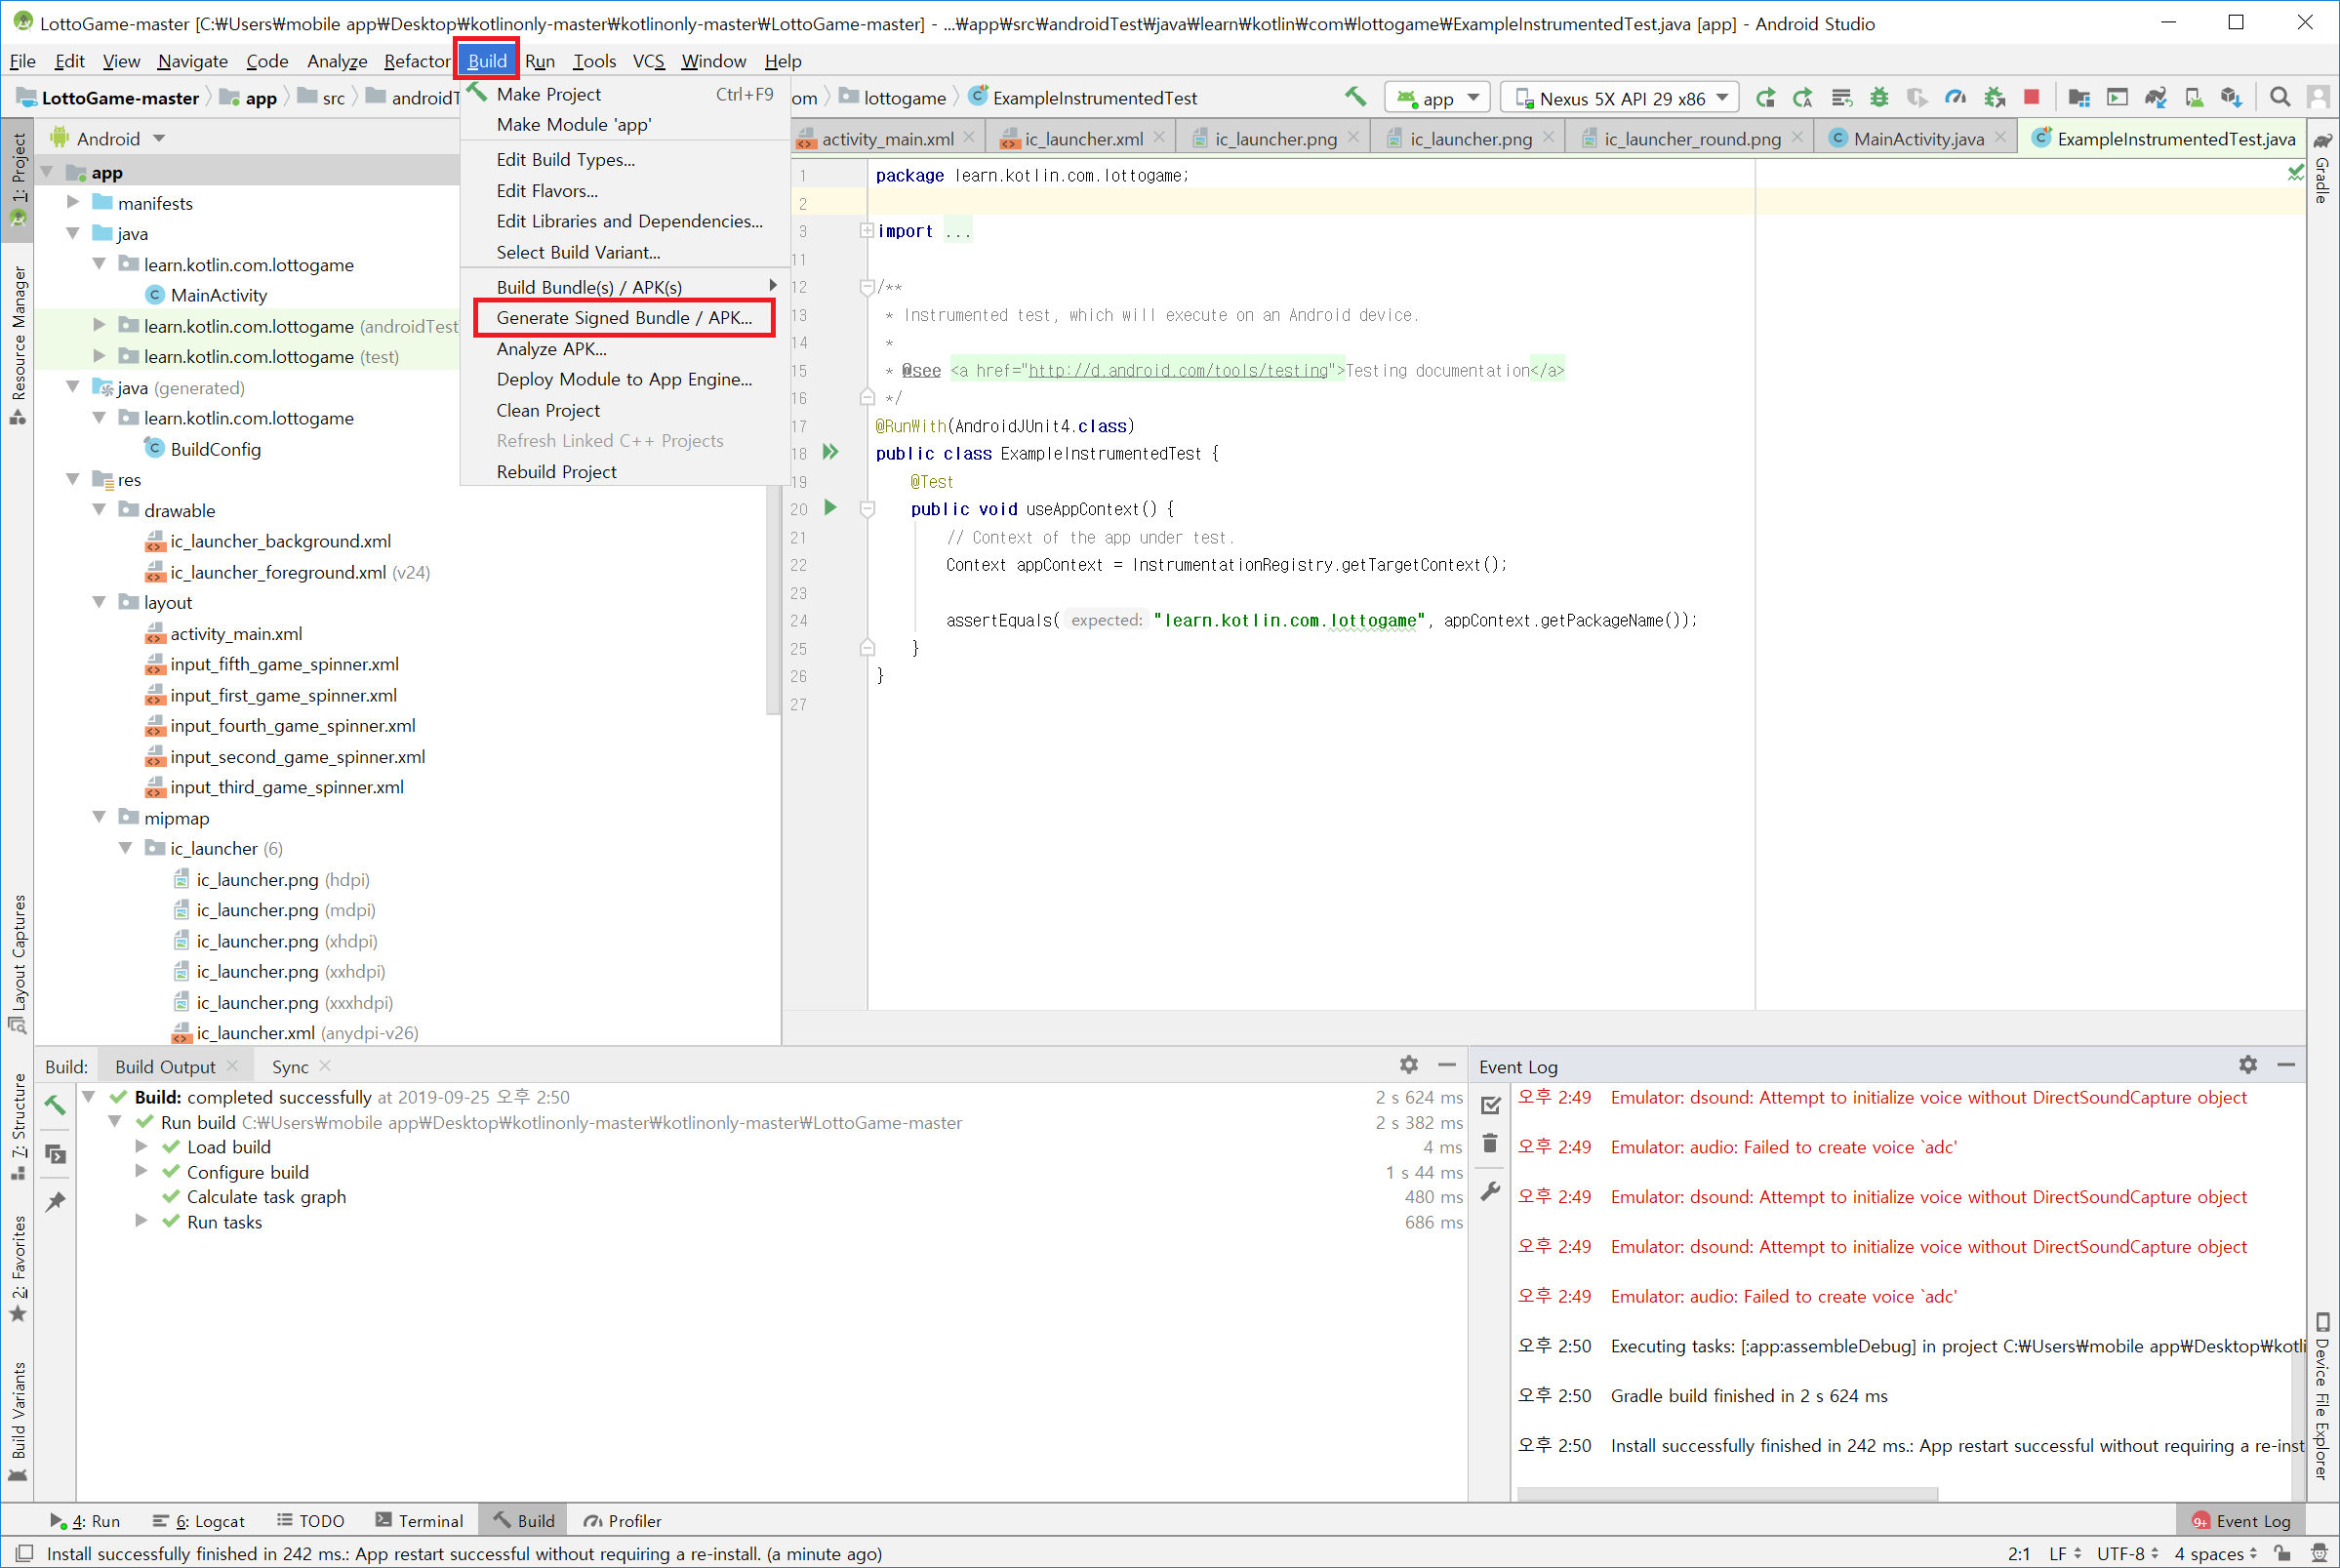 LottoGame-master [C:₩Users₩mobile app₩Desktop₩kotlinonly-master₩kotlinonly-master₩LottoGame-master] - ...₩app₩src₩androidTest₩java₩learn₩kotlin₩com₩lottogame₩ExampleInstrumentedTest.java [app] - Android Studio
File Edit View Navigate Code Analyze Refactor Build Run Tools VCS Window Help
LottoGame-master app src androidT
om lottogame ExampleInstrumentedTest
app
Nexus 5X API 29 x86
Make Project Ctrl+F9
Make Module 'app'
Edit Build Types...
Edit Flavors...
Edit Libraries and Dependencies...
Select Build Variant...
Build Bundle(s) / APK(s)
Generate Signed Bundle / APK...
Analyze APK...
Deploy Module to App Engine...
Clean Project
Refresh Linked C++ Projects
Rebuild Project
1: Project
Resource Manager
Layout Captures
7: Structure
2: Favorites
Build Variants
Android
app
manifests
java
learn.kotlin.com.lottogame
MainActivity
learn.kotlin.com.lottogame (androidTest
learn.kotlin.com.lottogame (test)
java (generated)
learn.kotlin.com.lottogame
BuildConfig
res
drawable
ic_launcher_background.xml
ic_launcher_foreground.xml (v24)
layout
activity_main.xml
input_fifth_game_spinner.xml
input_first_game_spinner.xml
input_fourth_game_spinner.xml
input_second_game_spinner.xml
input_third_game_spinner.xml
mipmap
ic_launcher (6)
ic_launcher.png (hdpi)
ic_launcher.png (mdpi)
ic_launcher.png (xhdpi)
ic_launcher.png (xxhdpi)
ic_launcher.png (xxxhdpi)
ic_launcher.xml (anydpi-v26)
activity_main.xml ic_launcher.xml ic_launcher.png ic_launcher.png ic_launcher_round.png MainActivity.java ExampleInstrumentedTest.java
1 package learn.kotlin.com.lottogame;
2
3 import ...
11
12 /**
13 * Instrumented test, which will execute on an Android device.
14 *
15 * @see <a href="http://d.android.com/tools/testing">Testing documentation</a>
16 */
17 @RunWith(AndroidJUnit4.class)
18 public class ExampleInstrumentedTest {
19 @Test
20 public void useAppContext() {
21 // Context of the app under test.
22 Context appContext = InstrumentationRegistry.getTargetContext();
23
24 assertEquals( expected: "learn.kotlin.com.lottogame", appContext.getPackageName());
25 }
26 }
27
Gradle
Device File Explorer
Build: Build Output Sync
Build: completed successfully at 2019-09-25 오후 2:50 2 s 624 ms
Run build C:₩Users₩mobile app₩Desktop₩kotlinonly-master₩kotlinonly-master₩LottoGame-master 2 s 382 ms
Load build 4 ms
Configure build 1 s 44 ms
Calculate task graph 480 ms
Run tasks 686 ms
Event Log
오후 2:49 Emulator: dsound: Attempt to initialize voice without DirectSoundCapture object
오후 2:49 Emulator: audio: Failed to create voice `adc'
오후 2:49 Emulator: dsound: Attempt to initialize voice without DirectSoundCapture object
오후 2:49 Emulator: dsound: Attempt to initialize voice without DirectSoundCapture object
오후 2:49 Emulator: audio: Failed to create voice `adc'
오후 2:50 Executing tasks: [:app:assembleDebug] in project C:₩Users₩mobile app₩Desktop₩kotli
오후 2:50 Gradle build finished in 2 s 624 ms
오후 2:50 Install successfully finished in 242 ms.: App restart successful without requiring a re-inst
4: Run 6: Logcat TODO Terminal Build Profiler 9+ Event Log
Install successfully finished in 242 ms.: App restart successful without requiring a re-install. (a minute ago) 2:1 LF UTF-8 4 spaces